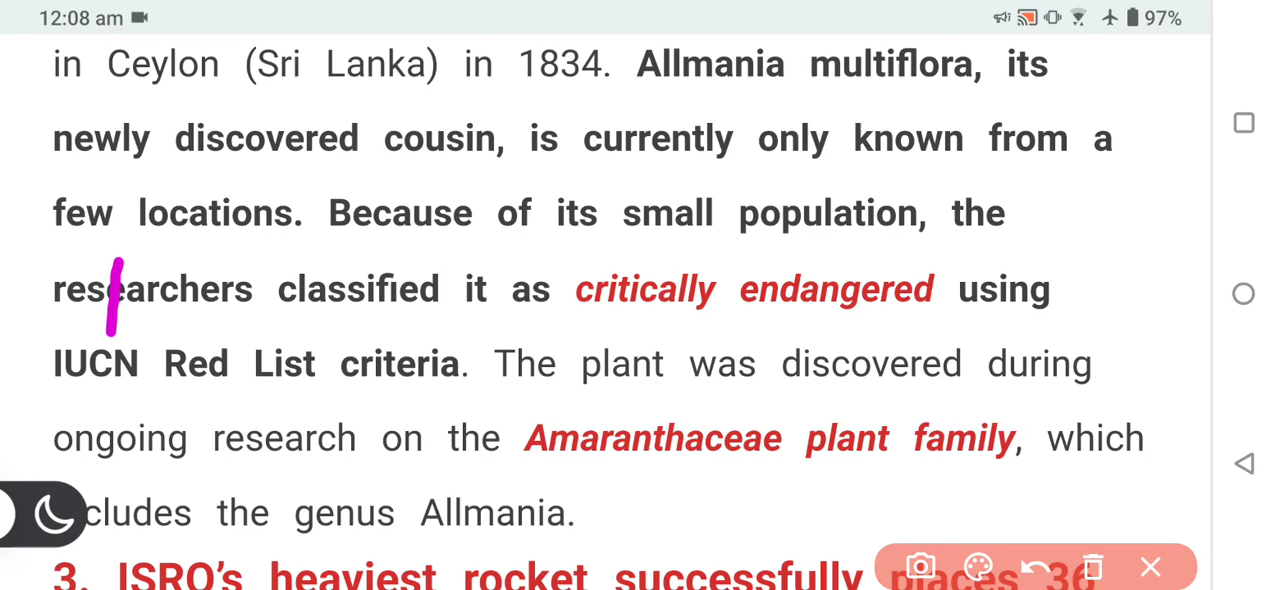 12:08 am
97%
in Ceylon (Sri Lanka) in 1834. Allmania multiflora, its
newly discovered cousin, is currently only known from a
few locations. Because of its small population, the
researchers classified it as critically endangered using
IUCN Red List criteria. The plant was discovered during
ongoing research on the Amaranthaceae plant family, which
cludes the genus Allmania.
3. ISRO's heaviest rocket successfully places 36